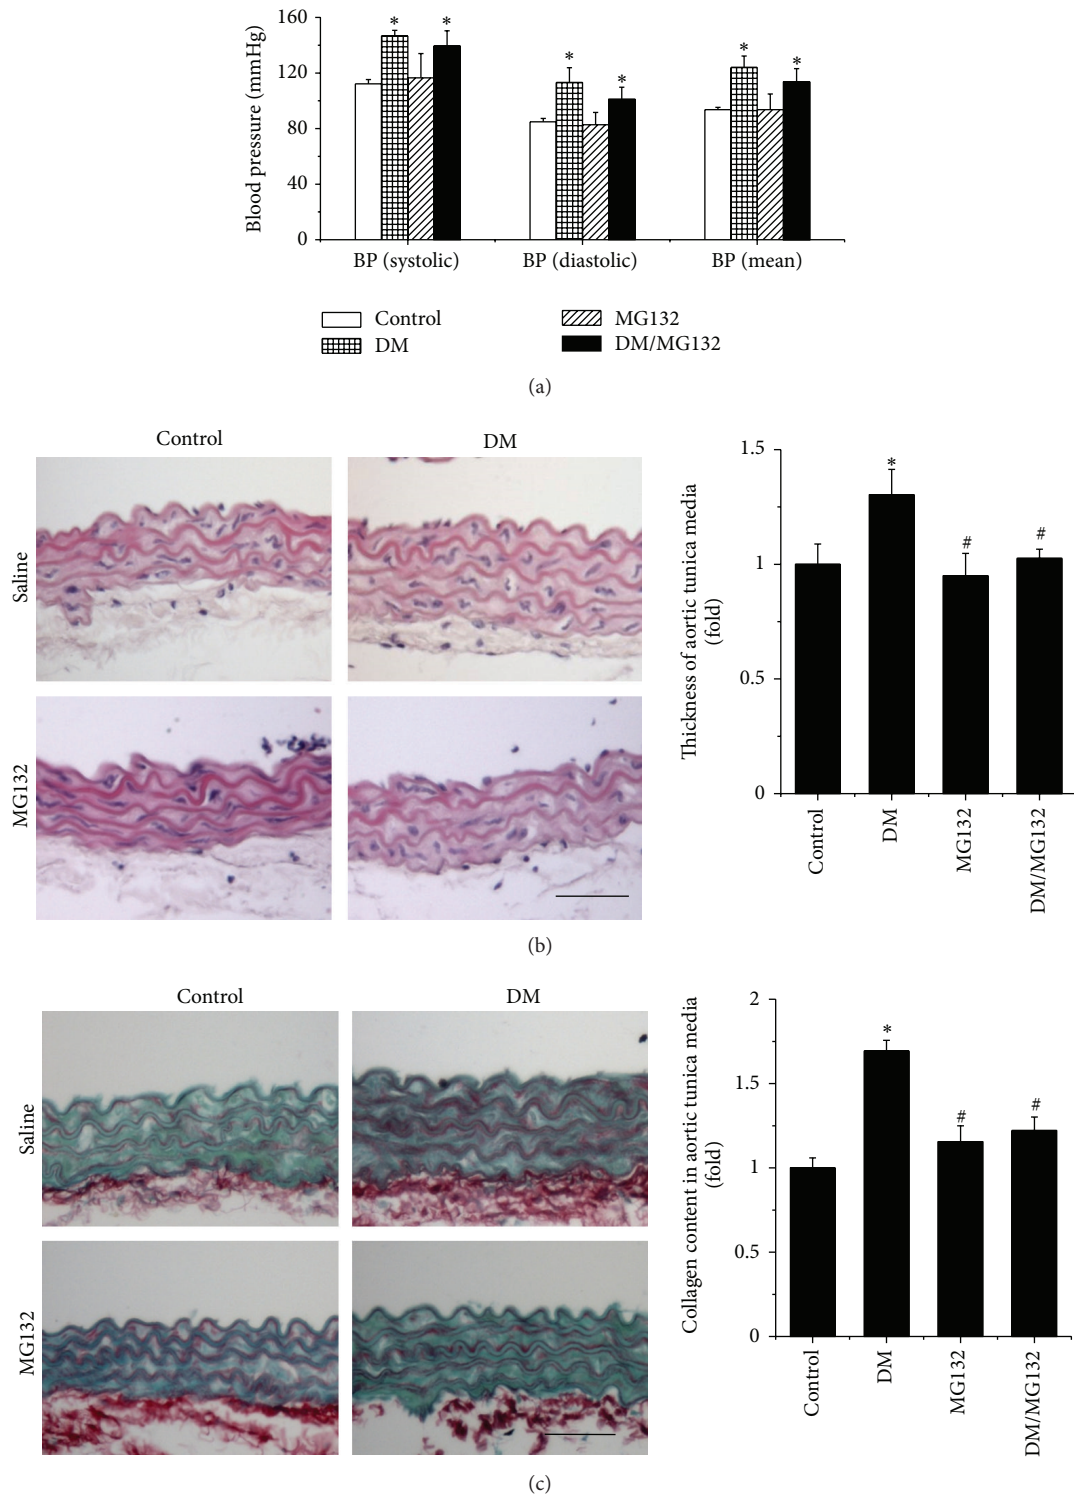 160
120
80
40
0
Blood pressure (mmHg)
* * * * * *
BP (systolic) BP (diastolic) BP (mean)
Control MG132
DM DM/MG132
(a)
Control DM
Saline
MG132
1.5
1
0.5
0
Thickness of aortic tunica media
(fold)
* # #
Control DM MG132 DM/MG132
(b)
Control DM
Saline
MG132
2
1.5
1
0.5
0
Collagen content in aortic tunica media
(fold)
* # #
Control DM MG132 DM/MG132
(c)